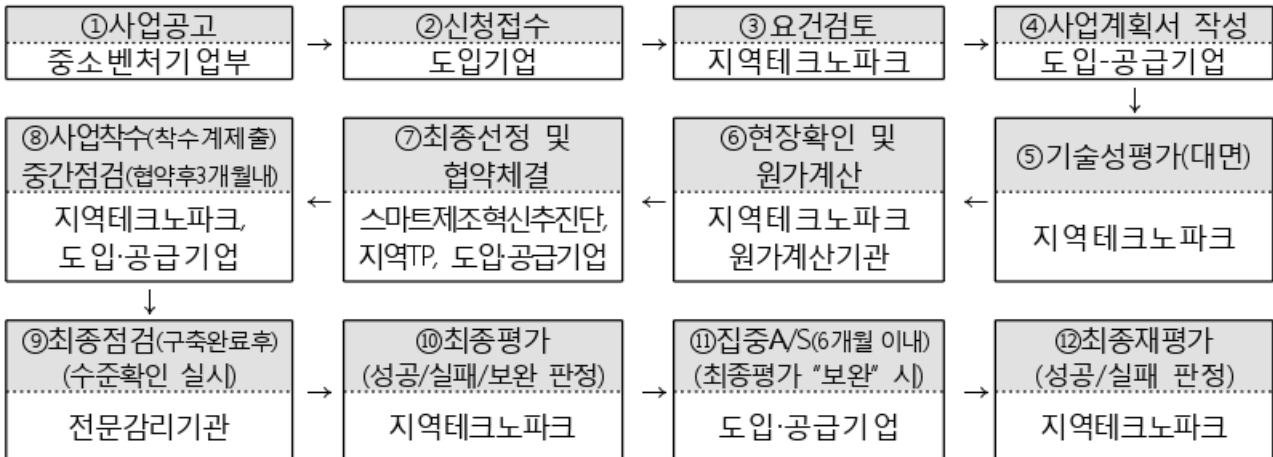 ①사업공고
중소벤처기업부
→
②신청접수
도입기업
→
③요건검토
지역테크노파크
→
④사업계획서 작성
도입-공급기업
↓
⑤기술성평가(대면)
지역테크노파크
←
⑥현장확인 및
원가계산
지역테크노파크
원가계산기관
←
⑦최종선정 및
협약체결
스마트제조혁신추진단,
지역TP, 도입·공급기업
←
⑧사업착수(착수계제출)
중간점검(협약후3개월내)
지역테크노파크,
도입·공급기업
↓
⑨최종점검(구축완료후)
(수준확인 실시)
전문감리기관
→
⑩최종평가
(성공/실패/보완 판정)
지역테크노파크
→
⑪집중A/S(6개월 이내)
(최종평가 "보완" 시)
도입·공급기업
→
⑫최종재평가
(성공/실패 판정)
지역테크노파크